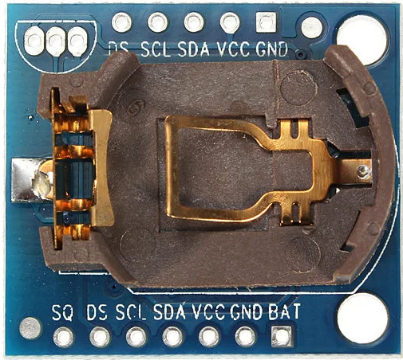 DS SCL SDA VCC GND
SQ DS SCL SDA VCC GND BAT